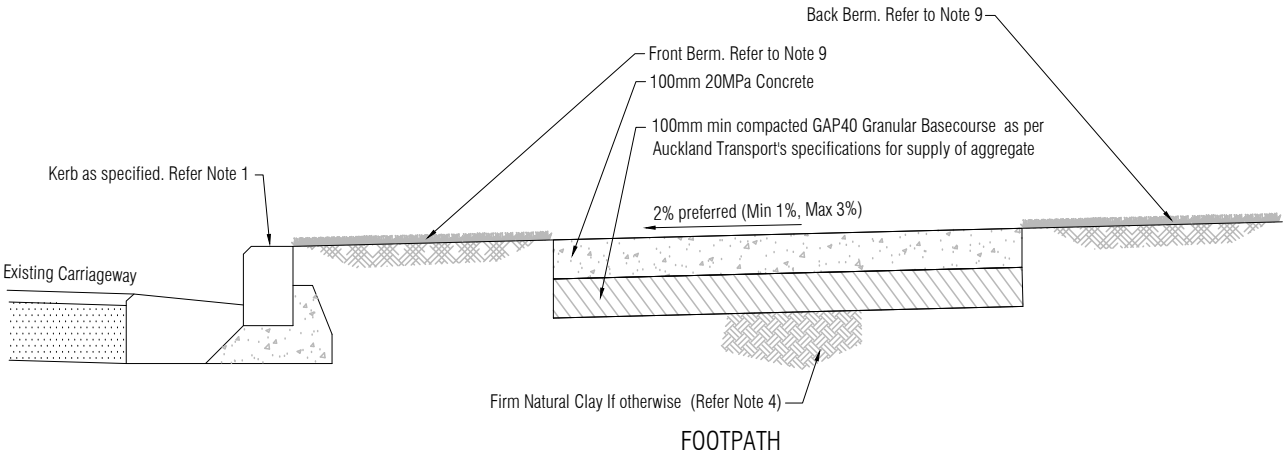 Back Berm. Refer to Note 9
Front Berm. Refer to Note 9
100mm 20MPa Concrete
100mm min compacted GAP40 Granular Basecourse as per
Auckland Transport's specifications for supply of aggregate
Kerb as specified. Refer Note 1
2% preferred (Min 1%, Max 3%)
Existing Carriageway
Firm Natural Clay If otherwise (Refer Note 4)
FOOTPATH